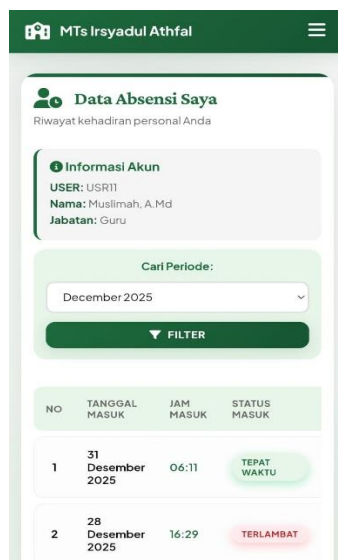 MTs Irsyadul Athfal
Data Absensi Saya
Riwayat kehadiran personal Anda
Informasi Akun
USER: USR11
Nama: Muslimah, A.Md
Jabatan: Guru
Cari Periode:
December 2025
FILTER
NO TANGGAL JAM STATUS
MASUK MASUK MASUK
31
1 Desember 06:11 TEPAT WAKTU
2025
28
2 Desember 16:29 TERLAMBAT
2025